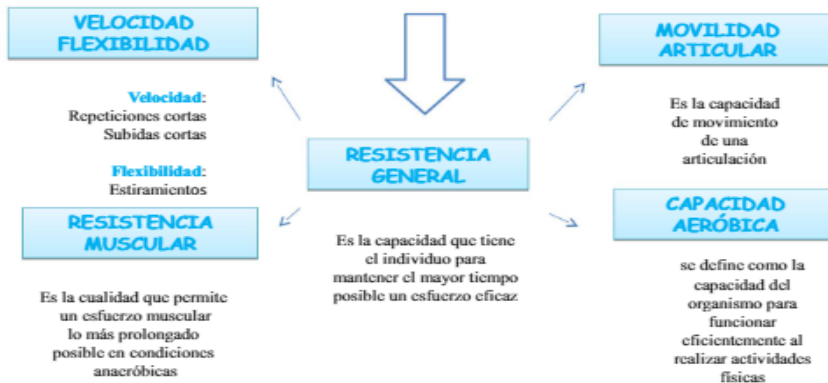 VELOCIDAD
FLEXIBILIDAD
Velocidad:
Repeticiones cortas
Subidas cortas
Flexibilidad:
Estiramientos
RESISTENCIA
MUSCULAR
Es la cualidad que permite
un esfuerzo muscular
lo más prolongado
posible en condiciones
anaeróbicas
RESISTENCIA
GENERAL
Es la capacidad que tiene
el individuo para
mantener el mayor tiempo
posible un esfuerzo eficaz
MOVILIDAD
ARTICULAR
Es la capacidad
de movimiento
de una
articulación
CAPACIDAD
AERÓBICA
se define como la
capacidad del
organismo para
funcionar
eficientemente al
realizar actividades
físicas